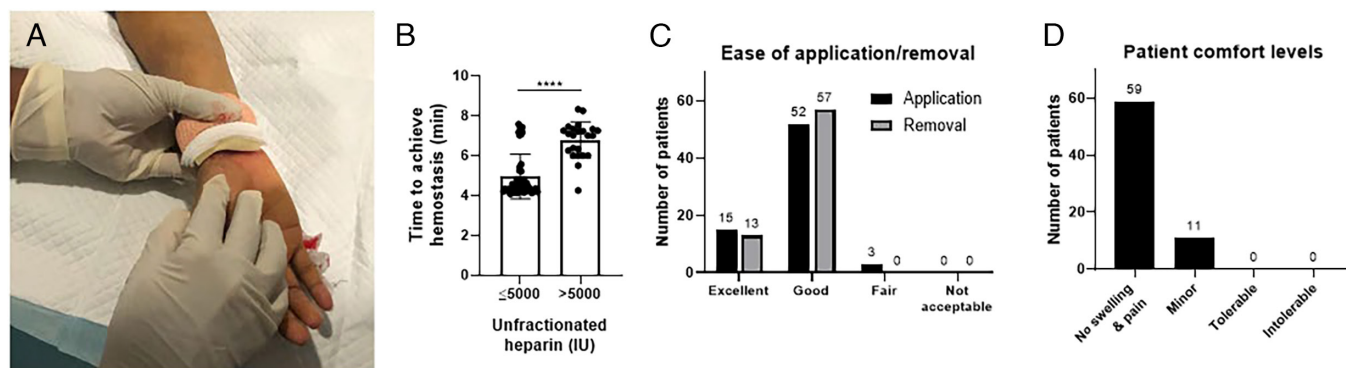 A
B
Time to achieve
hemostasis (min)
10
8
6
4
2
0
****
≤5000 >5000
Unfractionated
heparin (IU)
C
Ease of application/removal
Number of patients
60
40
20
0
Application
Removal
15 13
52 57
3 0
0 0
Excellent Good Fair Not
acceptable
D
Patient comfort levels
Number of patients
60
40
20
0
59
11
0
0
No swelling
& pain
Minor
Tolerable
Intolerable